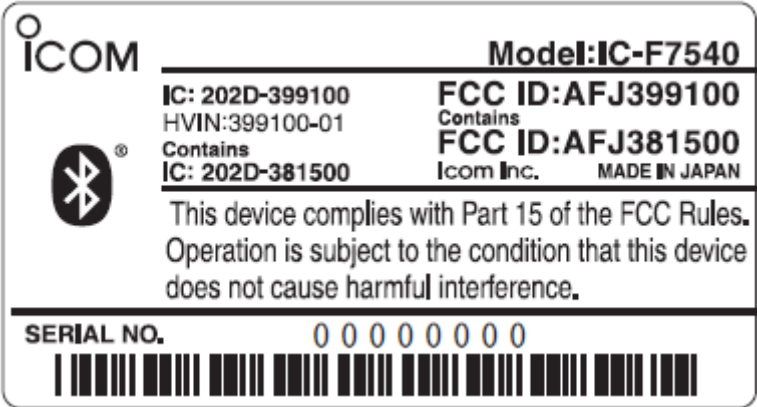 iCOM
Model:IC-F7540
IC: 202D-399100
HVIN:399100-01
Contains
IC: 202D-381500
FCC ID:AFJ399100
Contains
FCC ID:AFJ381500
Icom Inc. MADE IN JAPAN
®
This device complies with Part 15 of the FCC Rules.
Operation is subject to the condition that this device
does not cause harmful interference.
SERIAL NO. 00000000